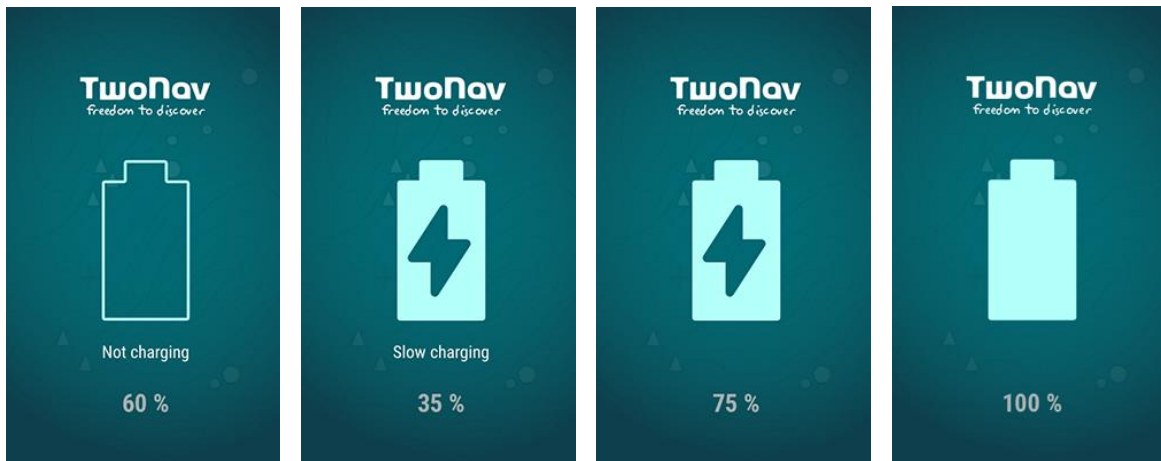 TwoNav
freedom to discover
Not charging
60 %
TwoNav
freedom to discover
Slow charging
35 %
TwoNav
freedom to discover
75 %
TwoNav
freedom to discover
100 %